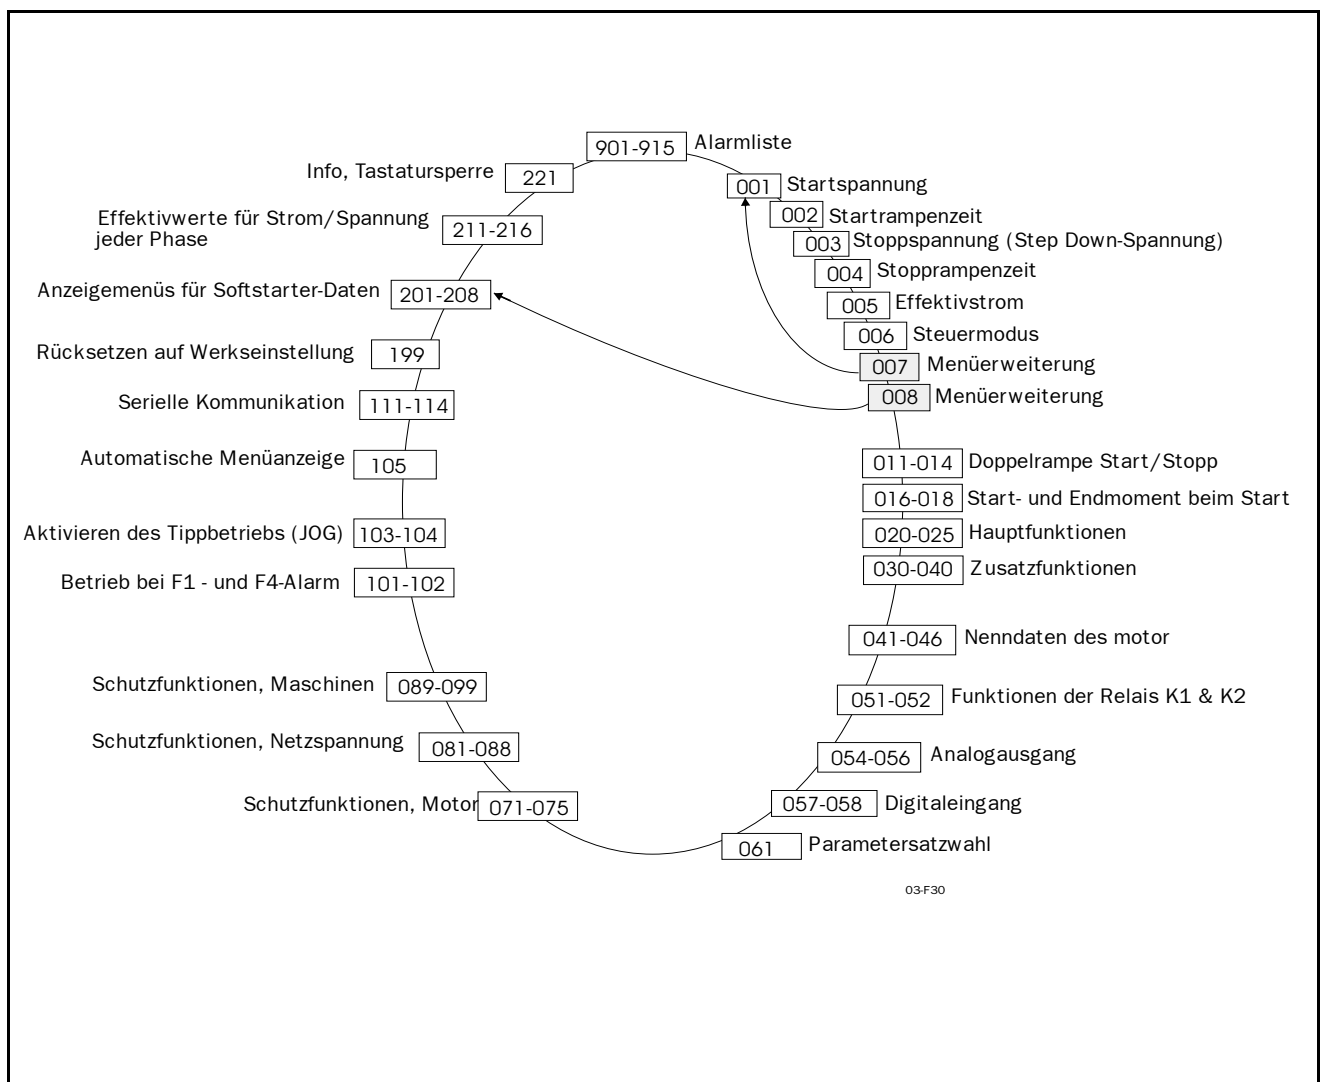 901-915 Alarmliste
Info, Tastatursperre 221
001 Startspannung
Effektivwerte für Strom/Spannung
jeder Phase
211-216
002 Startrampenzeit
003 Stoppspannung (Step Down-Spannung)
004 Stopprampenzeit
Anzeigemenüs für Softstarter-Daten 201-208
005 Effektivstrom
006 Steuermodus
Rücksetzen auf Werkseinstellung 199
007 Menüerweiterung
008 Menüerweiterung
Serielle Kommunikation 111-114
Automatische Menüanzeige 105
011-014 Doppelrampe Start/Stopp
016-018 Start- und Endmoment beim Start
Aktivieren des Tippbetriebs (JOG) 103-104
020-025 Hauptfunktionen
030-040 Zusatzfunktionen
Betrieb bei F1 - und F4-Alarm 101-102
041-046 Nenndaten des motor
Schutzfunktionen, Maschinen 089-099
051-052 Funktionen der Relais K1 & K2
Schutzfunktionen, Netzspannung 081-088
054-056 Analogausgang
Schutzfunktionen, Motor 071-075
057-058 Digitaleingang
061 Parametersatzwahl
03-F30